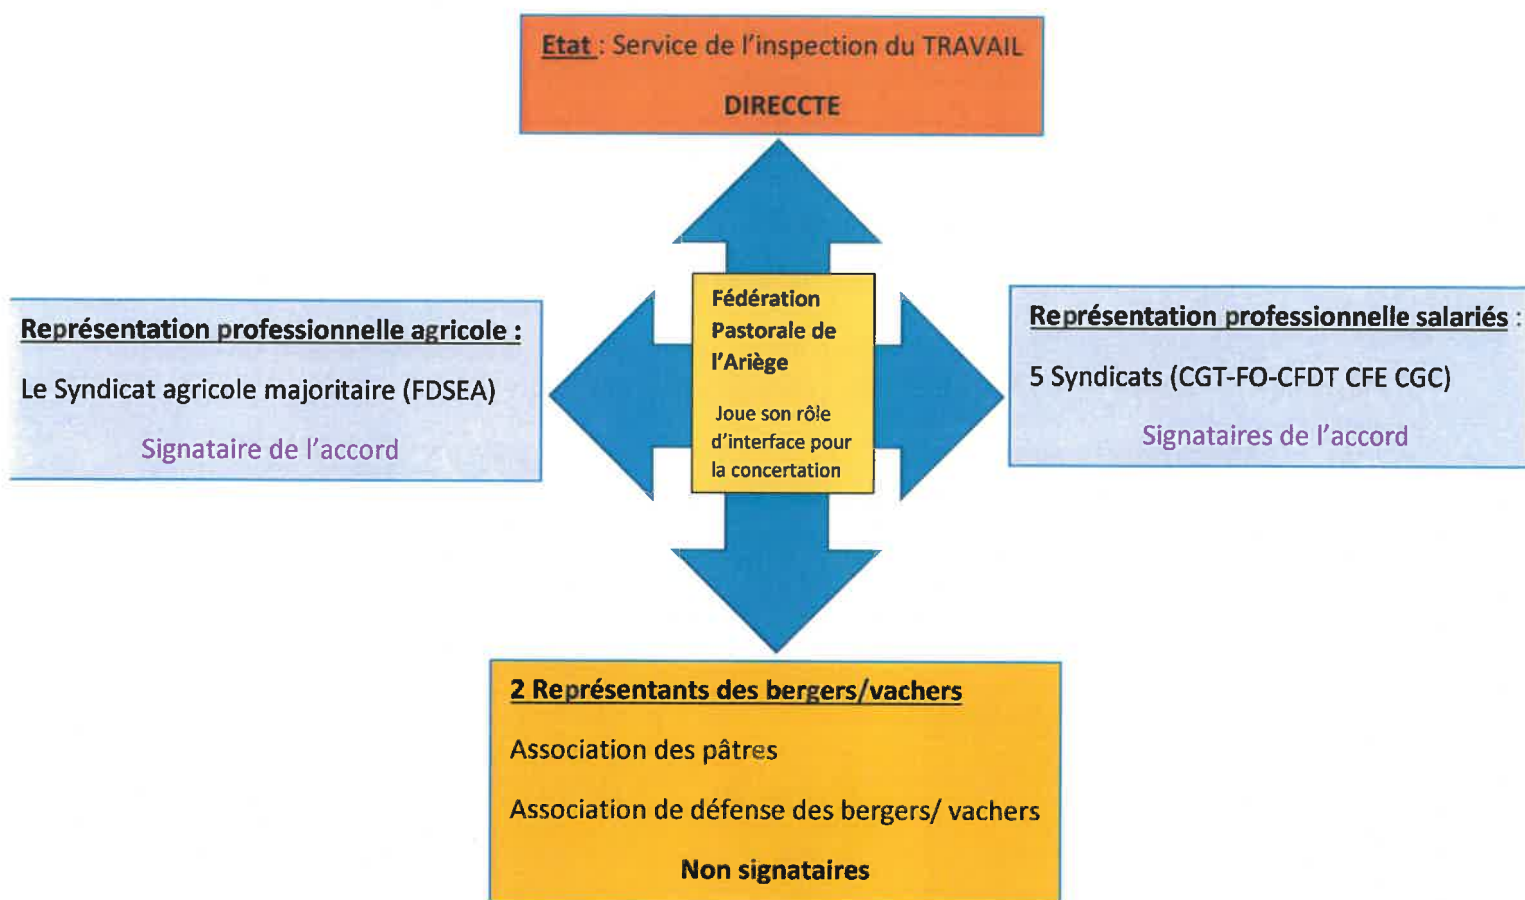 Etat : Service de l'inspection du TRAVAIL
DIRECCTE
Représentation professionnelle agricole :
Le Syndicat agricole majoritaire (FDSEA)
Signataire de l'accord
Fédération
Pastorale de
l'Ariège
Joue son rôle
d'interface pour
la concertation
Représentation professionnelle salariés :
5 Syndicats (CGT-FO-CFDT CFE CGC)
Signataires de l'accord
2 Représentants des bergers/vachers
Association des pâtres
Association de défense des bergers/ vachers
Non signataires